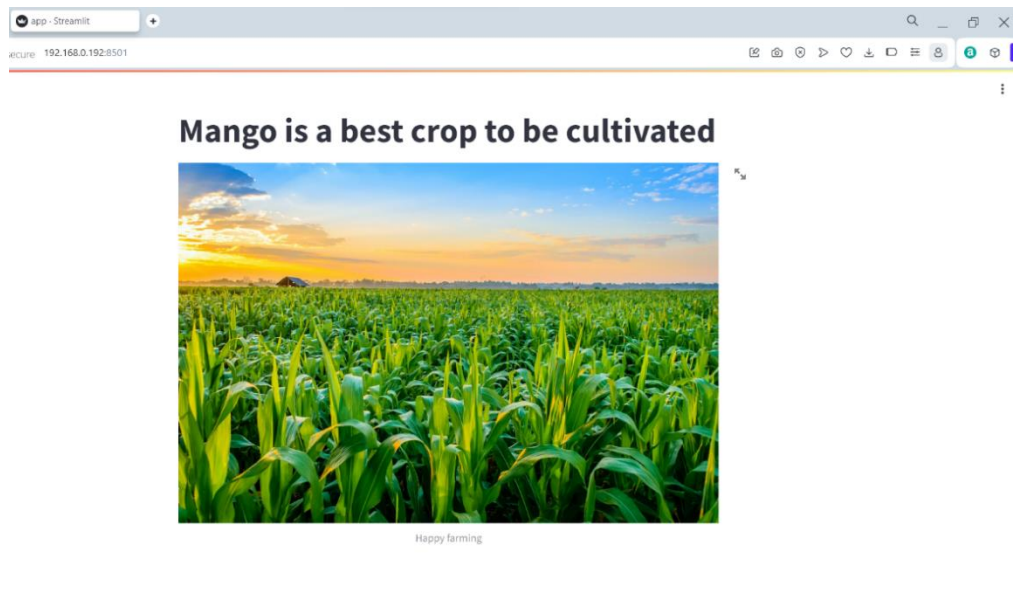 app - Streamlit
ecure 192.168.0.192:8501
a
Mango is a best crop to be cultivated
Happy farming